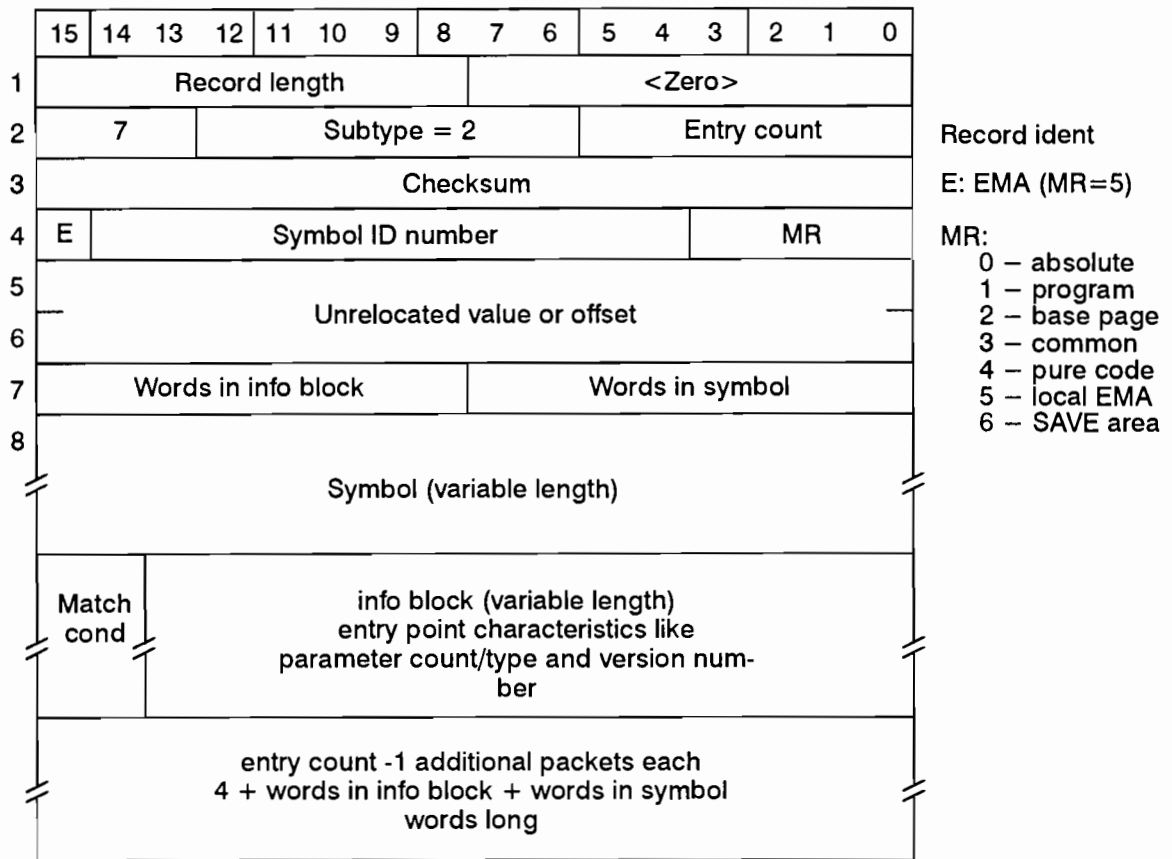 15 14 13 12 11 10 9 8 7 6 5 4 3 2 1 0
1 Record length <Zero>
2 7 Subtype = 2 Entry count Record ident
3 Checksum E: EMA (MR=5)
4 E Symbol ID number MR MR:
0 – absolute
1 – program
2 – base page
3 – common
4 – pure code
5 – local EMA
6 – SAVE area
5
Unrelocated value or offset
6
7 Words in info block Words in symbol
8
Symbol (variable length)
Match
cond
info block (variable length)
entry point characteristics like
parameter count/type and version num-
ber
entry count -1 additional packets each
4 + words in info block + words in symbol
words long